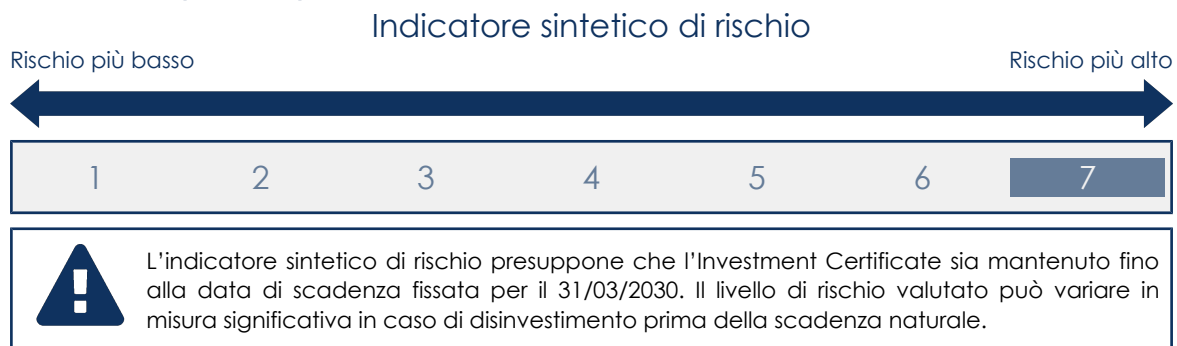 Indicatore sintetico di rischio
Rischio più basso
Rischio più alto
1 2 3 4 5 6 7
L'indicatore sintetico di rischio presuppone che l'Investment Certificate sia mantenuto fino
alla data di scadenza fissata per il 31/03/2030. Il livello di rischio valutato può variare in
misura significativa in caso di disinvestimento prima della scadenza naturale.